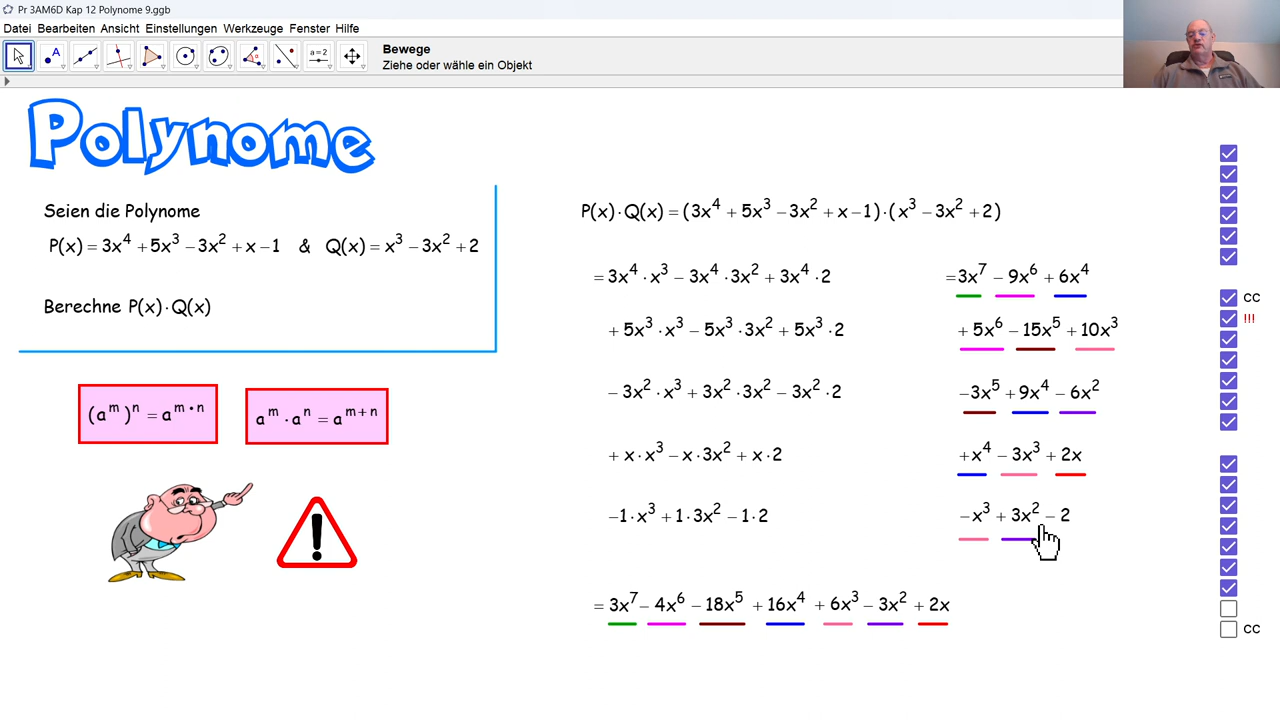 Pr 3AM6D Kap 12 Polynome 9.ggb
Datei Bearbeiten Ansicht Einstellungen Werkzeuge Fenster Hilfe
A
a=2
Bewege
Ziehe oder wähle ein Objekt
Polynome
Seien die Polynome
P(x) = 3x⁴ + 5x³ − 3x² + x − 1 & Q(x) = x³ − 3x² + 2
Berechne P(x) · Q(x)
(aᵐ)ⁿ = aᵐ•ⁿ
aᵐ · aⁿ = aᵐ⁺ⁿ
P(x) · Q(x) = (3x⁴ + 5x³ − 3x² + x − 1) · (x³ − 3x² + 2)
= 3x⁴ · x³ − 3x⁴ · 3x² + 3x⁴ · 2 = 3x⁷ − 9x⁶ + 6x⁴
+ 5x³ · x³ − 5x³ · 3x² + 5x³ · 2 + 5x⁶ − 15x⁵ + 10x³
− 3x² · x³ + 3x² · 3x² − 3x² · 2 −3x⁵ + 9x⁴ − 6x²
+ x · x³ − x · 3x² + x · 2 +x⁴ − 3x³ + 2x
−1 · x³ + 1 · 3x² − 1 · 2 −x³ + 3x² − 2
= 3x⁷ − 4x⁶ − 18x⁵ + 16x⁴ + 6x³ − 3x² + 2x
CC
!!!
CC